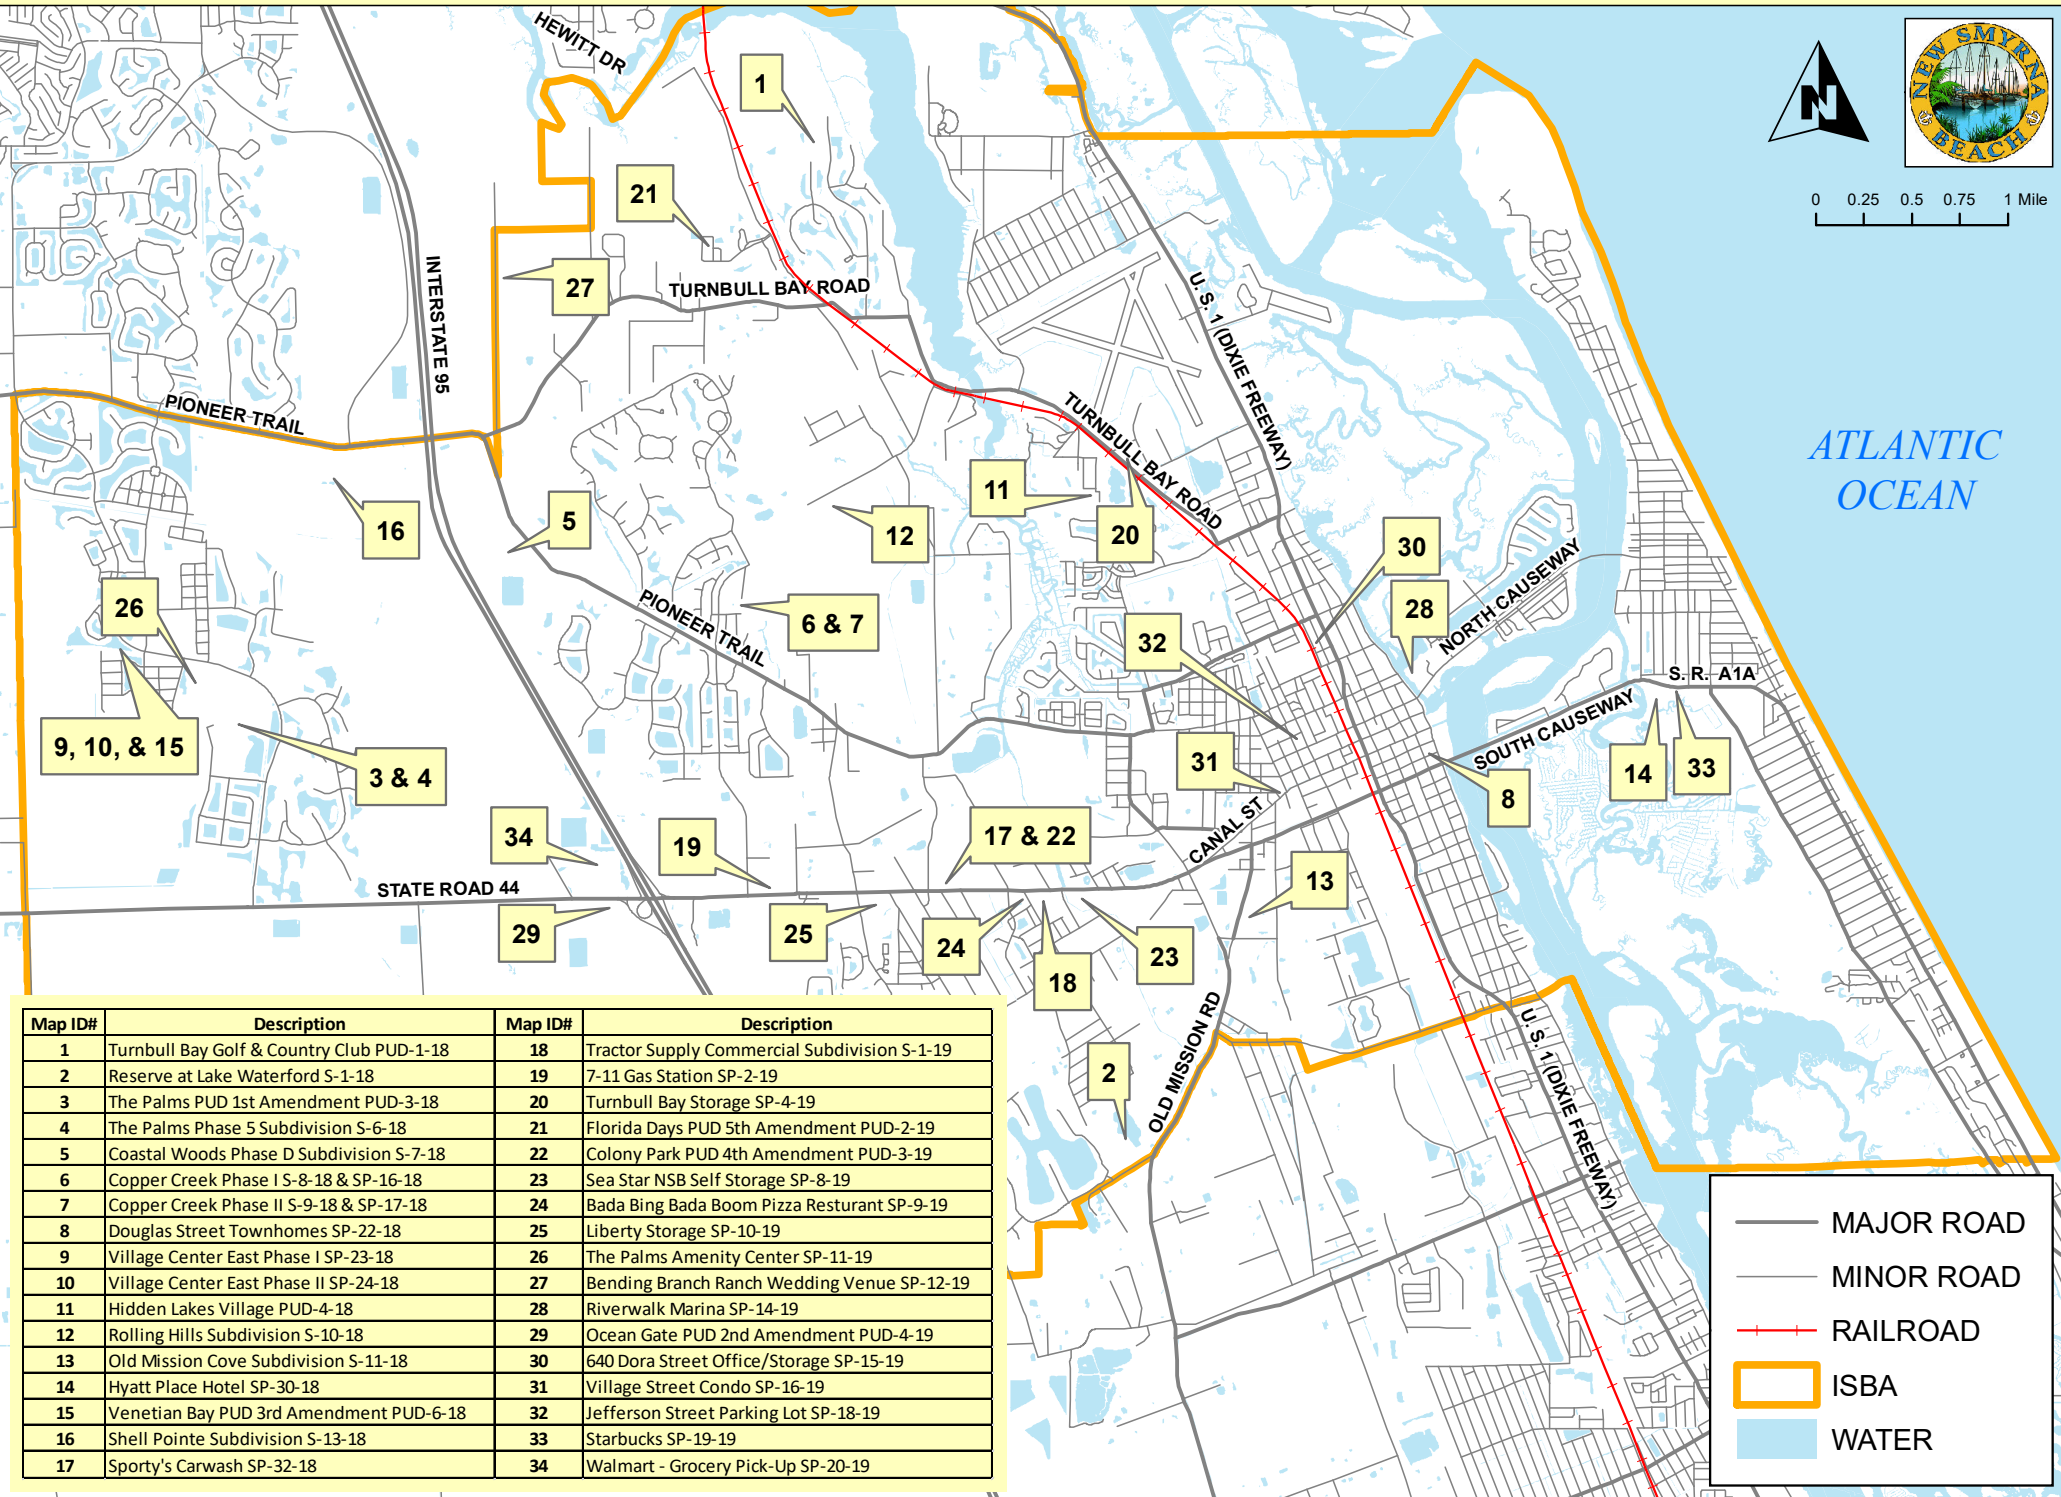 HEWITT DR
1
NEW SMYRNA
BEACH
0 0.25 0.5 0.75 1 Mile
21
27
TURNBULL BAY ROAD
INTERSTATE 95
U. S. 1 (DIXIE FREEWAY)
PIONEER TRAIL
TURNBULL BAY ROAD
ATLANTIC
OCEAN
16
5
11
12
20
30
28
NORTH CAUSEWAY
26
PIONEER TRAIL
6 & 7
32
S. R. A1A
9, 10, & 15
3 & 4
31
SOUTH CAUSEWAY
14
33
8
34
19
17 & 22
CANAL ST
STATE ROAD 44
13
29
25
24
23
18
OLD MISSION RD
2
U. S. 1 (DIXIE FREEWAY)
Map ID# Description Map ID# Description
1 Turnbull Bay Golf & Country Club PUD-1-18 18 Tractor Supply Commercial Subdivision S-1-19
2 Reserve at Lake Waterford S-1-18 19 7-11 Gas Station SP-2-19
3 The Palms PUD 1st Amendment PUD-3-18 20 Turnbull Bay Storage SP-4-19
4 The Palms Phase 5 Subdivision S-6-18 21 Florida Days PUD 5th Amendment PUD-2-19
5 Coastal Woods Phase D Subdivision S-7-18 22 Colony Park PUD 4th Amendment PUD-3-19
6 Copper Creek Phase I S-8-18 & SP-16-18 23 Sea Star NSB Self Storage SP-8-19
7 Copper Creek Phase II S-9-18 & SP-17-18 24 Bada Bing Bada Boom Pizza Resturant SP-9-19
8 Douglas Street Townhomes SP-22-18 25 Liberty Storage SP-10-19
9 Village Center East Phase I SP-23-18 26 The Palms Amenity Center SP-11-19
10 Village Center East Phase II SP-24-18 27 Bending Branch Ranch Wedding Venue SP-12-19
11 Hidden Lakes Village PUD-4-18 28 Riverwalk Marina SP-14-19
12 Rolling Hills Subdivision S-10-18 29 Ocean Gate PUD 2nd Amendment PUD-4-19
13 Old Mission Cove Subdivision S-11-18 30 640 Dora Street Office/Storage SP-15-19
14 Hyatt Place Hotel SP-30-18 31 Village Street Condo SP-16-19
15 Venetian Bay PUD 3rd Amendment PUD-6-18 32 Jefferson Street Parking Lot SP-18-19
16 Shell Pointe Subdivision S-13-18 33 Starbucks SP-19-19
17 Sporty's Carwash SP-32-18 34 Walmart - Grocery Pick-Up SP-20-19
MAJOR ROAD
MINOR ROAD
RAILROAD
ISBA
WATER
N